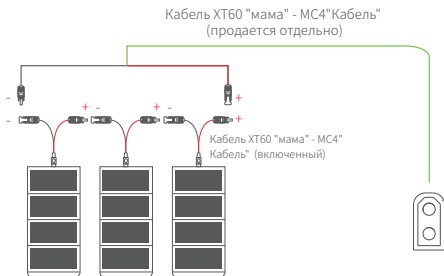 Кабель XT60 "мама" - MC4"Кабель"
(продается отдельно)
- +
- + - + - +
Кабель XT60 "мама" - MC4"
Кабель" (включенный)